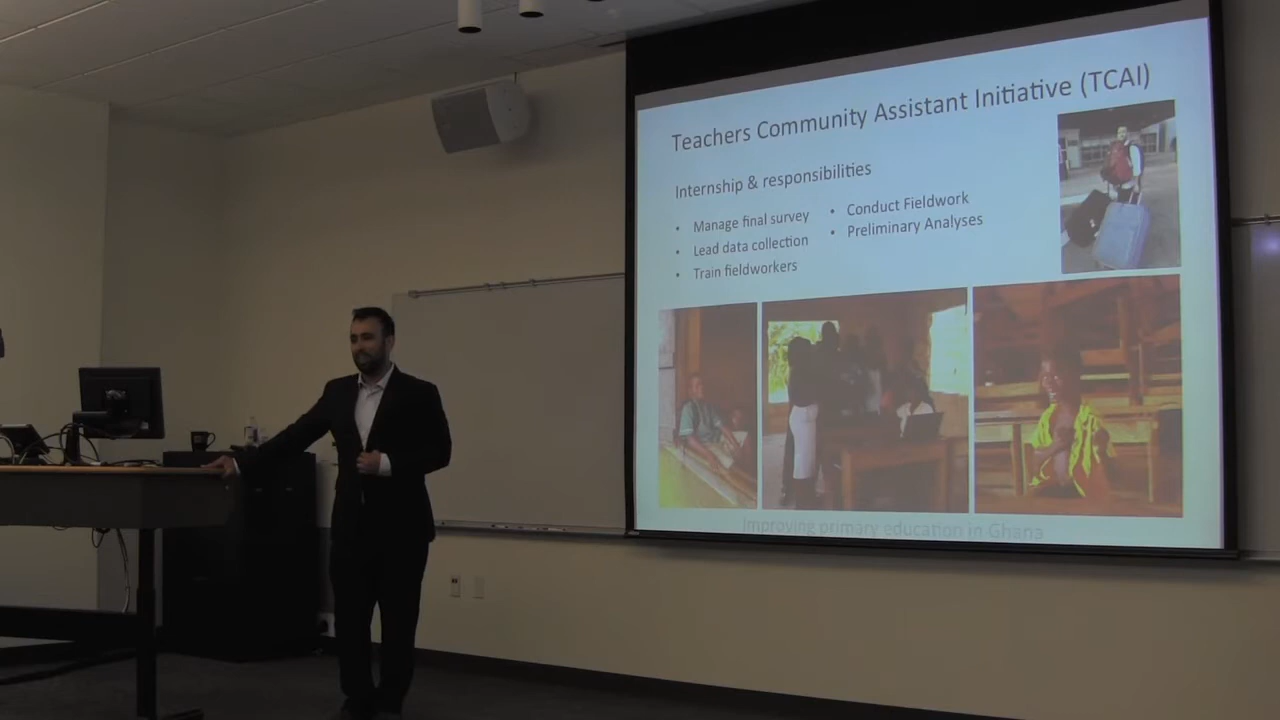 Teachers Community Assistant Initiative (TCAI)
Internship & responsibilities
• Manage final survey
• Lead data collection
• Train fieldworkers
• Conduct Fieldwork
• Preliminary Analyses
Improving primary education in Ghana